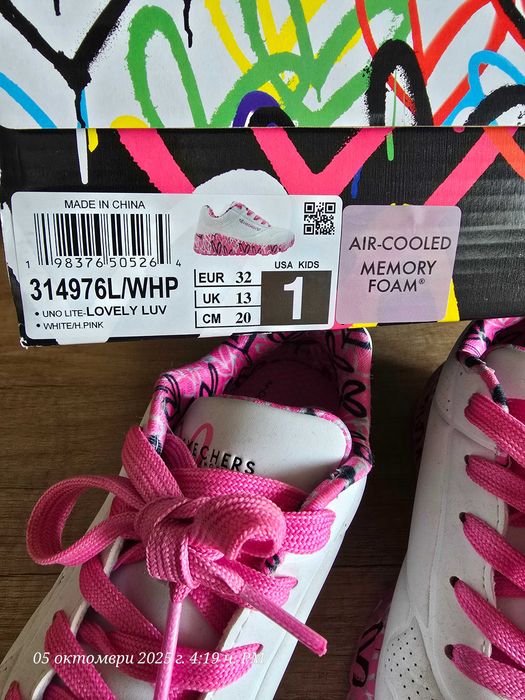 MADE IN CHINA
1 98376 50526 4
314976L/WHP
• UNO LITE-LOVELY LUV
• WHITE/H.PINK
EUR 32
UK 13
CM 20
USA KIDS
1
AIR-COOLED
MEMORY
FOAM®
SKECHERS
05 октомври 2025 г. 4:19 ч. PM